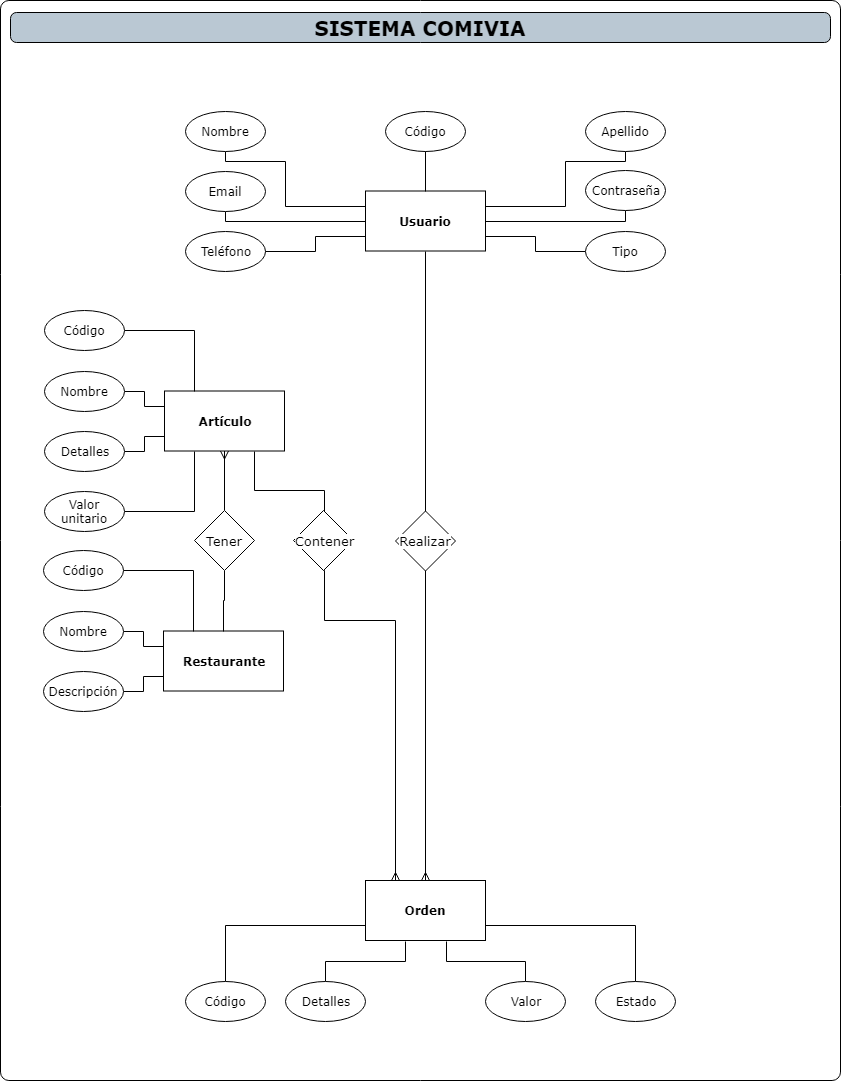 SISTEMA COMIVIA
Nombre
Código
Apellido
Email
Contraseña
Usuario
Teléfono
Tipo
Código
Nombre
Artículo
Detalles
Valor
unitario
Tener
Contener
Realizar
Código
Nombre
Restaurante
Descripción
Orden
Código
Detalles
Valor
Estado